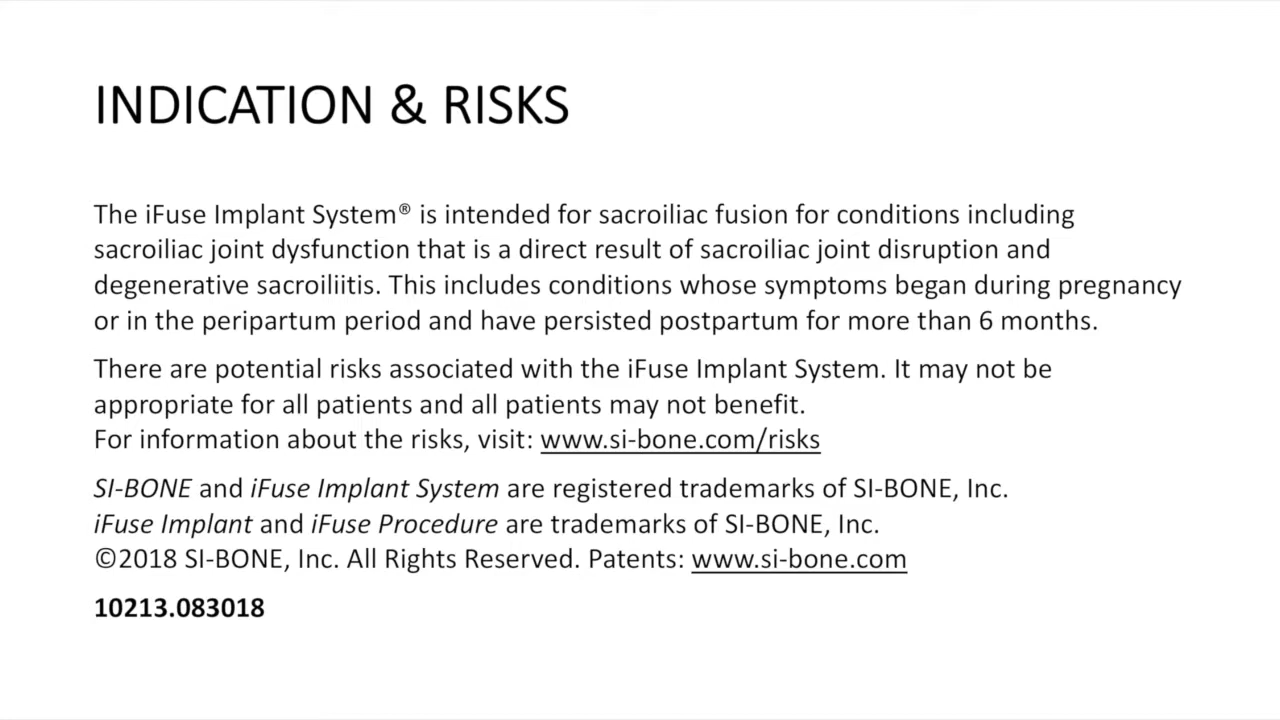 INDICATION & RISKS
The iFuse Implant System® is intended for sacroiliac fusion for conditions including
sacroiliac joint dysfunction that is a direct result of sacroiliac joint disruption and
degenerative sacroiliitis. This includes conditions whose symptoms began during pregnancy
or in the peripartum period and have persisted postpartum for more than 6 months.
There are potential risks associated with the iFuse Implant System. It may not be
appropriate for all patients and all patients may not benefit.
For information about the risks, visit: www.si-bone.com/risks
SI-BONE and iFuse Implant System are registered trademarks of SI-BONE, Inc.
iFuse Implant and iFuse Procedure are trademarks of SI-BONE, Inc.
©2018 SI-BONE, Inc. All Rights Reserved. Patents: www.si-bone.com
10213.083018